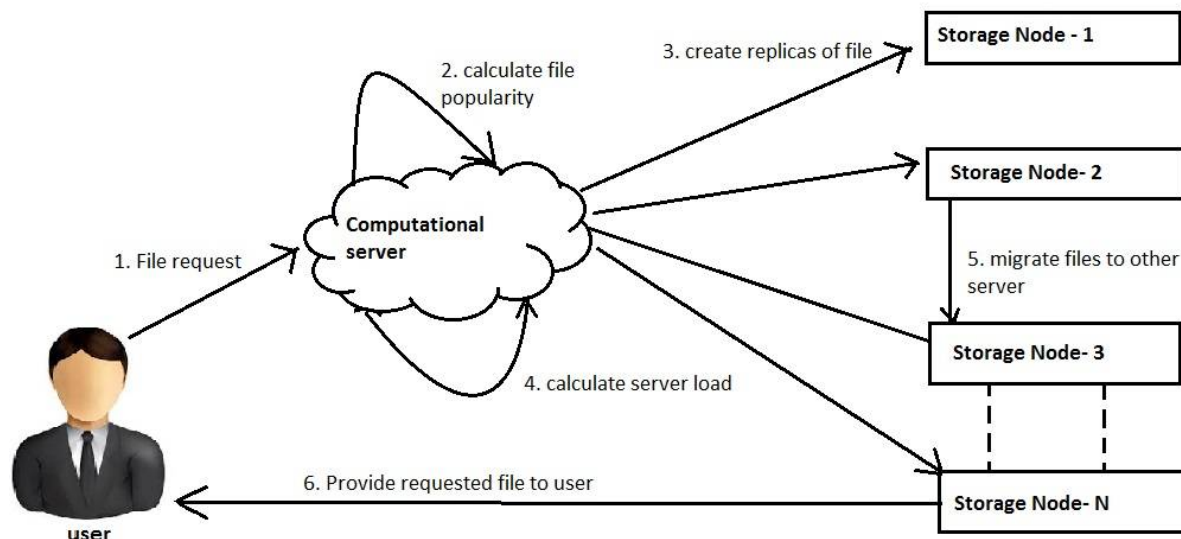 Storage Node - 1
3. create replicas of file
2. calculate file
popularity
Storage Node- 2
Computational
server
1. File request
5. migrate files to other
server
Storage Node- 3
4. calculate server load
6. Provide requested file to user
Storage Node- N
user